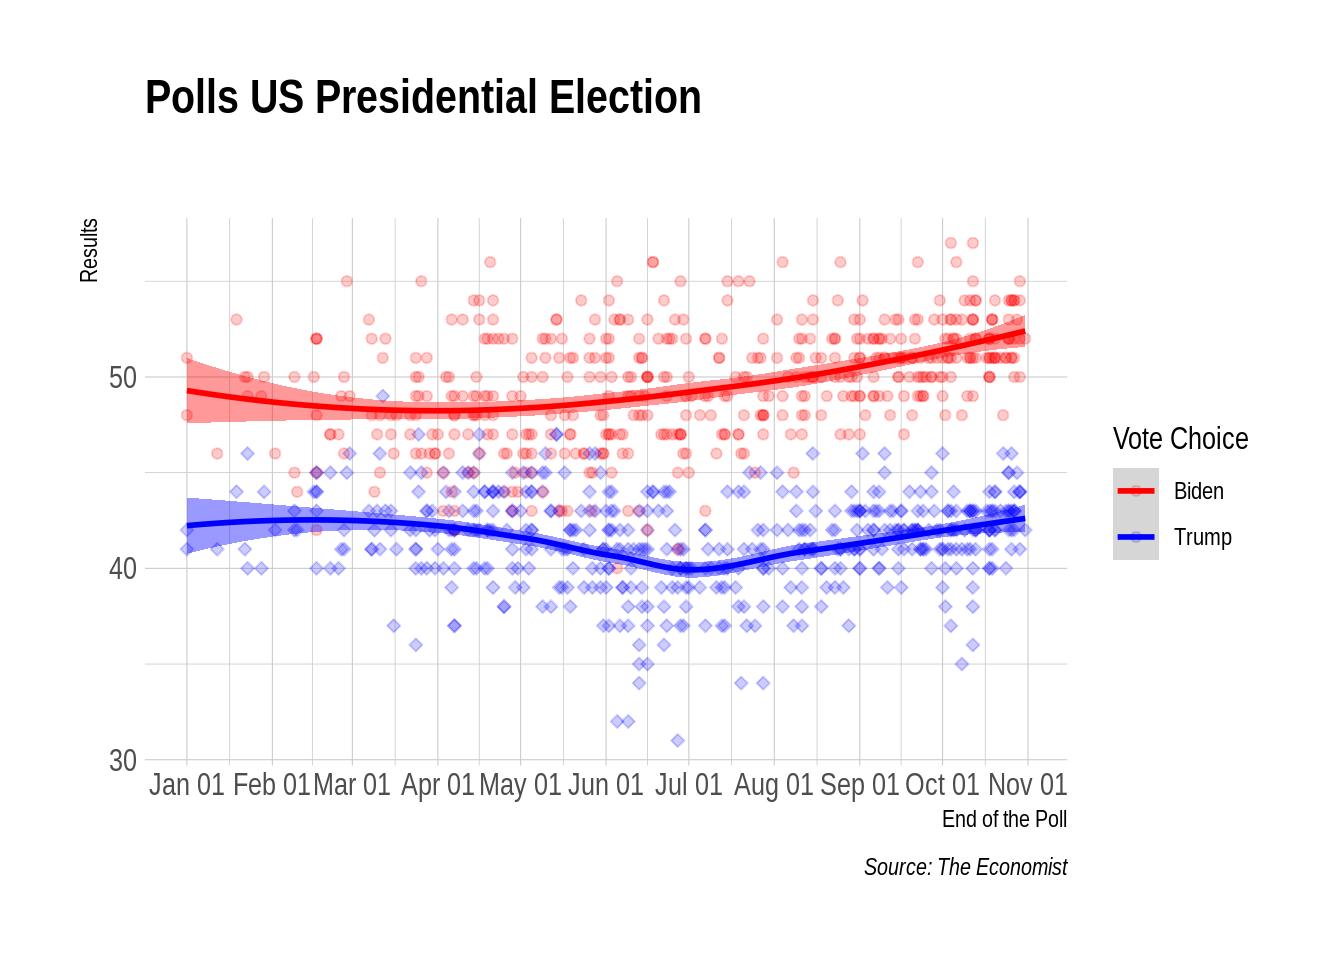 Polls US Presidential Election
Results
50
40
30
Jan 01 Feb 01 Mar 01 Apr 01 May 01 Jun 01 Jul 01 Aug 01 Sep 01 Oct 01 Nov 01
End of the Poll
Source: The Economist
Vote Choice
Biden
Trump